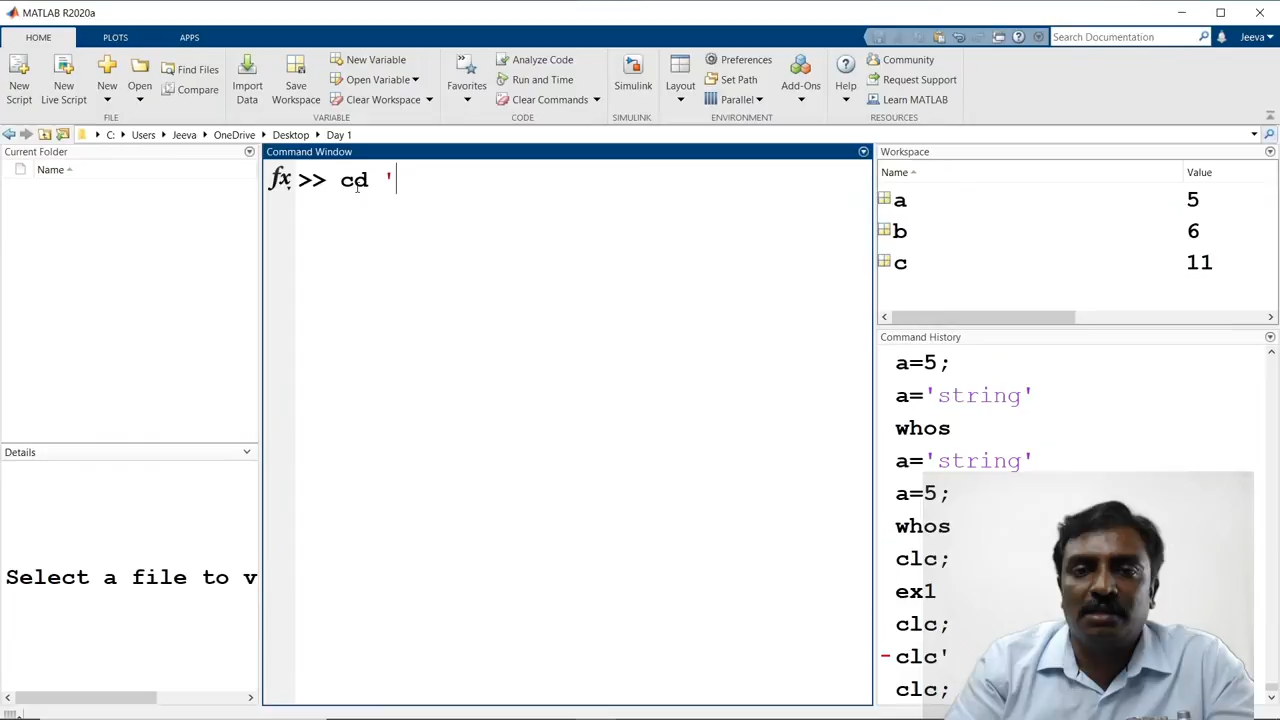 MATLAB R2020a
HOME PLOTS APPS
Search Documentation
Jeeva
New Script
New Live Script
New
Open
Find Files
Compare
FILE
Import Data
Save Workspace
New Variable
Open Variable
Clear Workspace
VARIABLE
Favorites
Analyze Code
Run and Time
Clear Commands
CODE
Simulink
SIMULINK
Layout
Preferences
Set Path
Parallel
Add-Ons
ENVIRONMENT
Help
Community
Request Support
Learn MATLAB
RESOURCES
C: Users Jeeva OneDrive Desktop Day 1
Current Folder
Name
Details
Select a file to v
Command Window
fx >> cd '
Workspace
Name Value
a 5
b 6
c 11
Command History
a=5;
a='string'
whos
a='string'
a=5;
whos
clc;
ex1
clc;
clc'
clc;